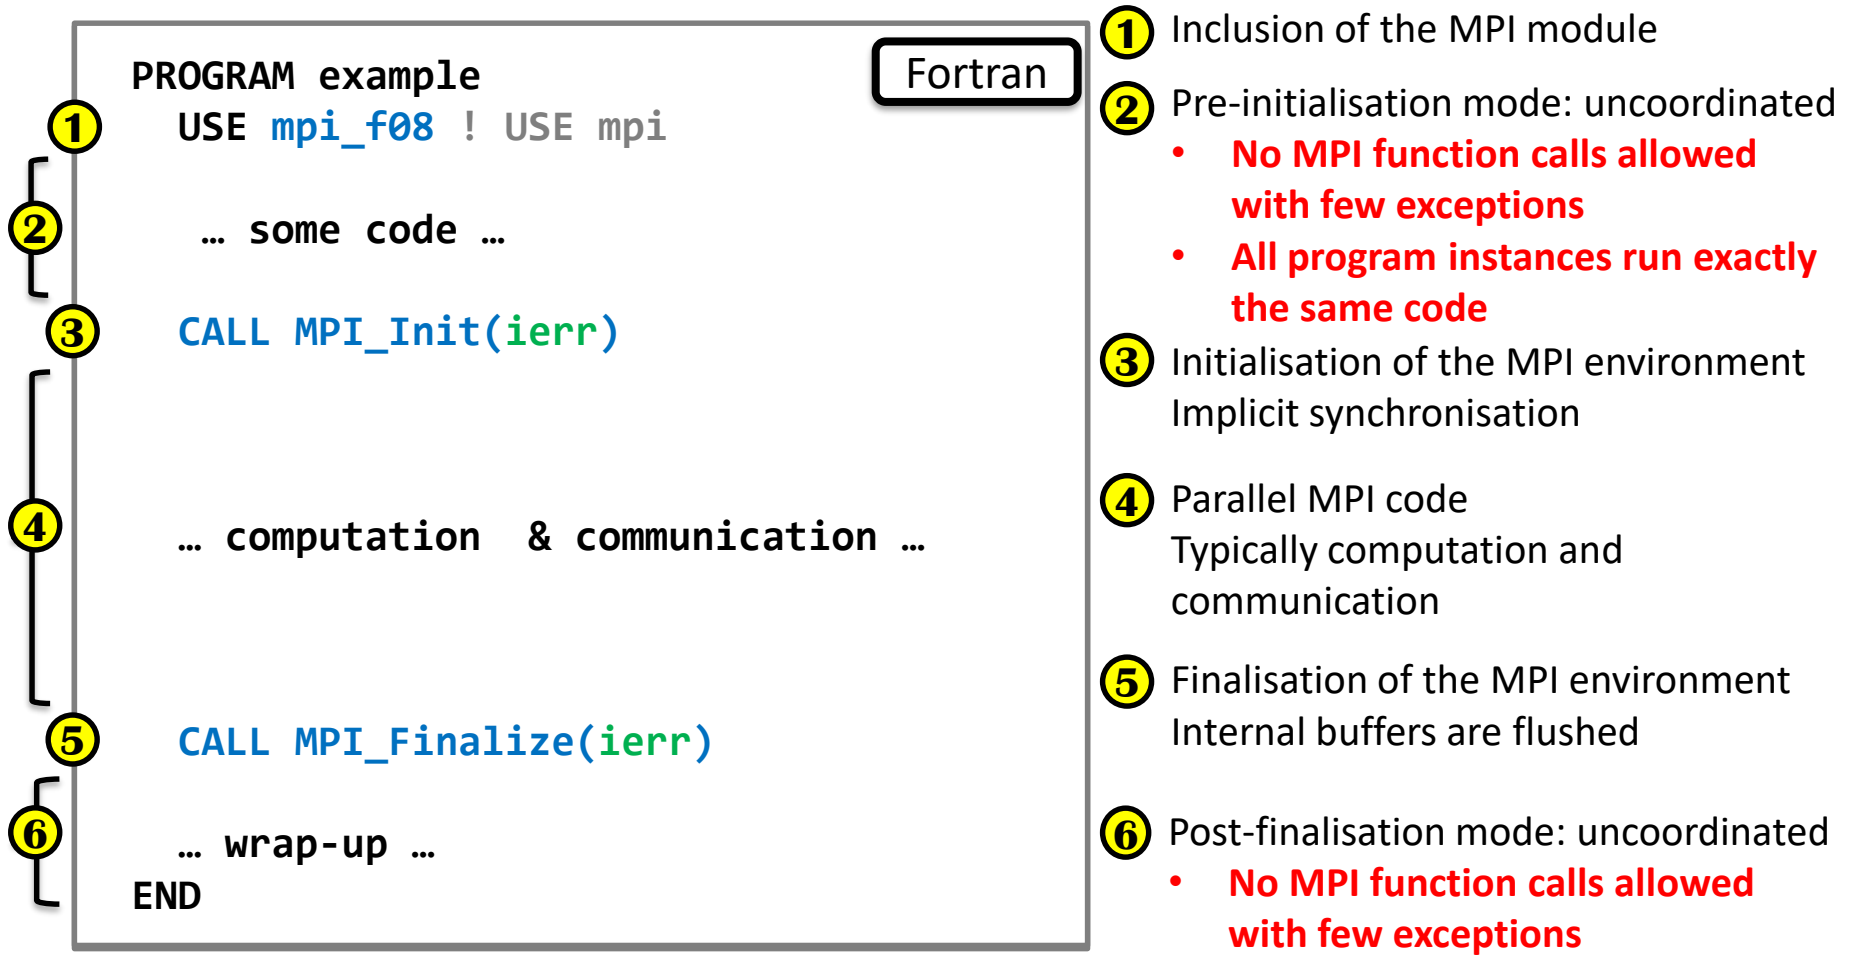 Fortran
PROGRAM example
1 USE mpi_f08 ! USE mpi
2 … some code …
3 CALL MPI_Init(ierr)
4 … computation & communication …
5 CALL MPI_Finalize(ierr)
6 … wrap-up …
END
1 Inclusion of the MPI module
2 Pre-initialisation mode: uncoordinated
• No MPI function calls allowed
with few exceptions
• All program instances run exactly
the same code
3 Initialisation of the MPI environment
Implicit synchronisation
4 Parallel MPI code
Typically computation and
communication
5 Finalisation of the MPI environment
Internal buffers are flushed
6 Post-finalisation mode: uncoordinated
• No MPI function calls allowed
with few exceptions